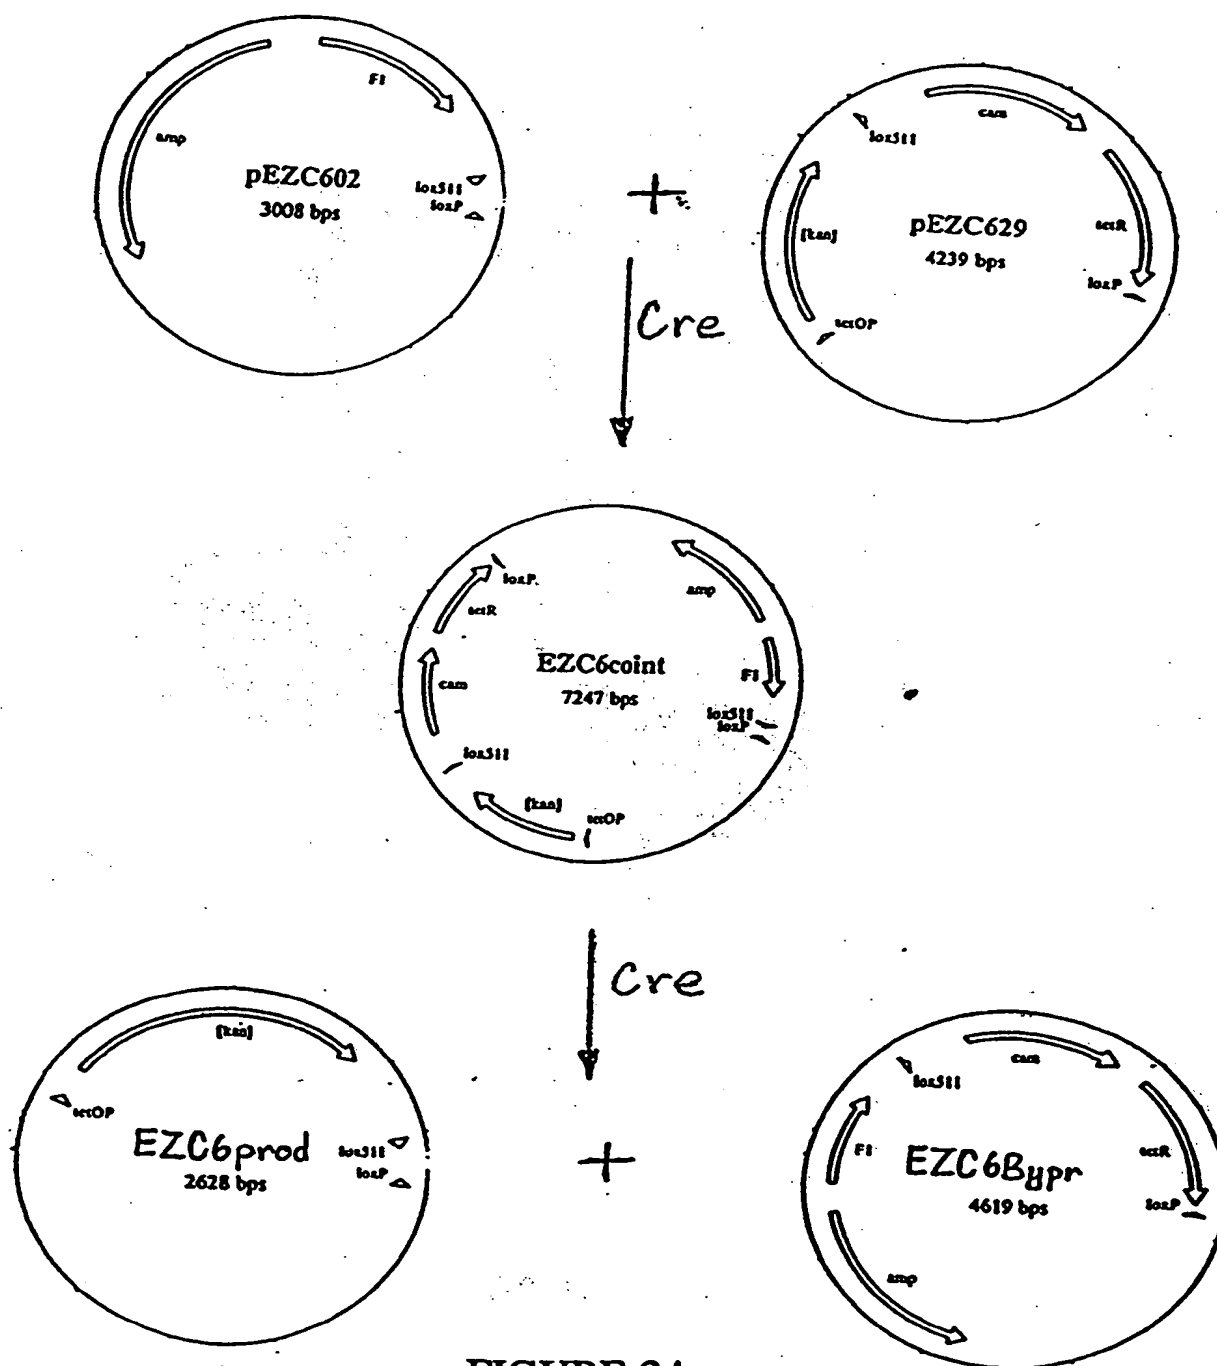 F1
amp
pEZC602
3008 bps
lox511
loxP
+
cam
lox511
[kan]
pEZC629
4239 bps
tetR
loxP
tetOP
Cre
loxP
tetR
amp
EZC6coint
7247 bps
cam
F1
lox511
loxP
lox511
[kan]
tetOP
Cre
[kan]
tetOP
EZC6prod
2628 bps
lox511
loxP
+
cam
lox511
F1
EZC6Bypr
4619 bps
tetR
loxP
amp